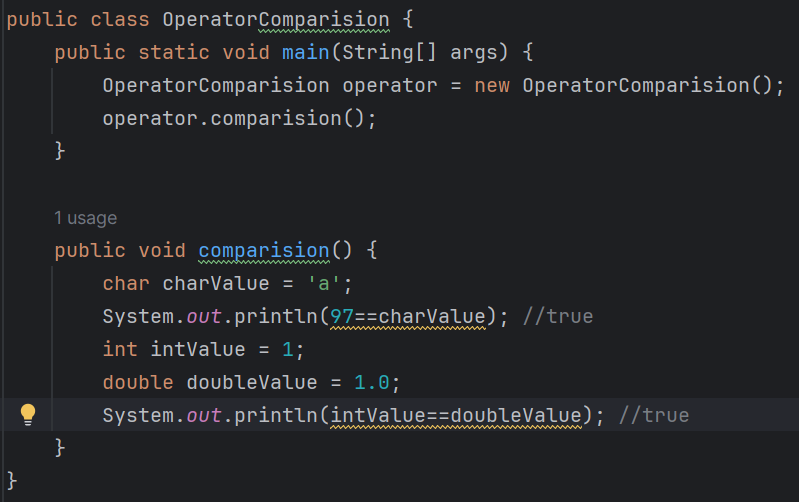 public class OperatorComparision {
public static void main(String[] args) {
OperatorComparision operator = new OperatorComparision();
operator.comparision();
}
1 usage
public void comparision() {
char charValue = 'a';
System.out.println(97==charValue); //true
int intValue = 1;
double doubleValue = 1.0;
System.out.println(intValue==doubleValue); //true
}
}